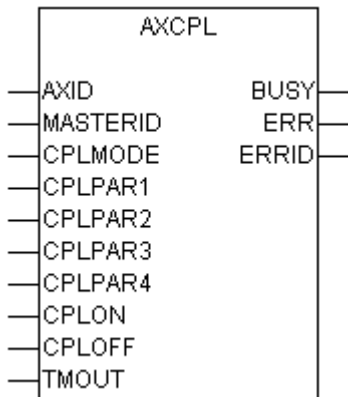 AXCPL
AXID BUSY
MASTERID ERR
CPLMODE ERRID
CPLPAR1
CPLPAR2
CPLPAR3
CPLPAR4
CPLON
CPLOFF
TMOUT